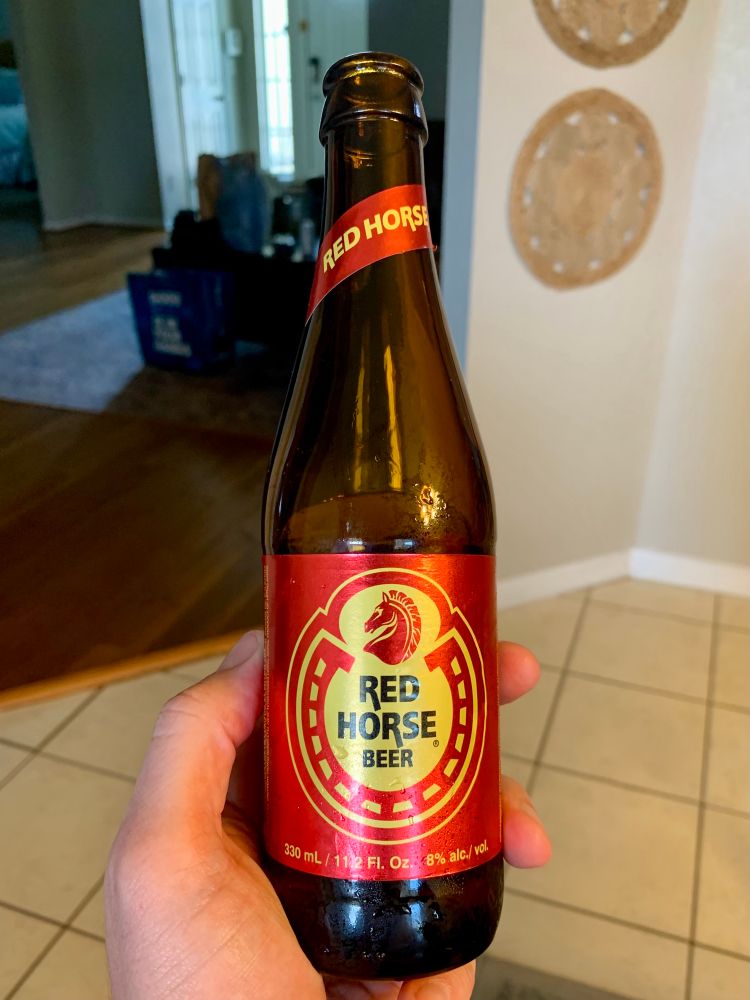 RED HORSE
RED
HORSE
BEER
®
330 mL / 11.2 Fl. Oz. 8% alc./vol.